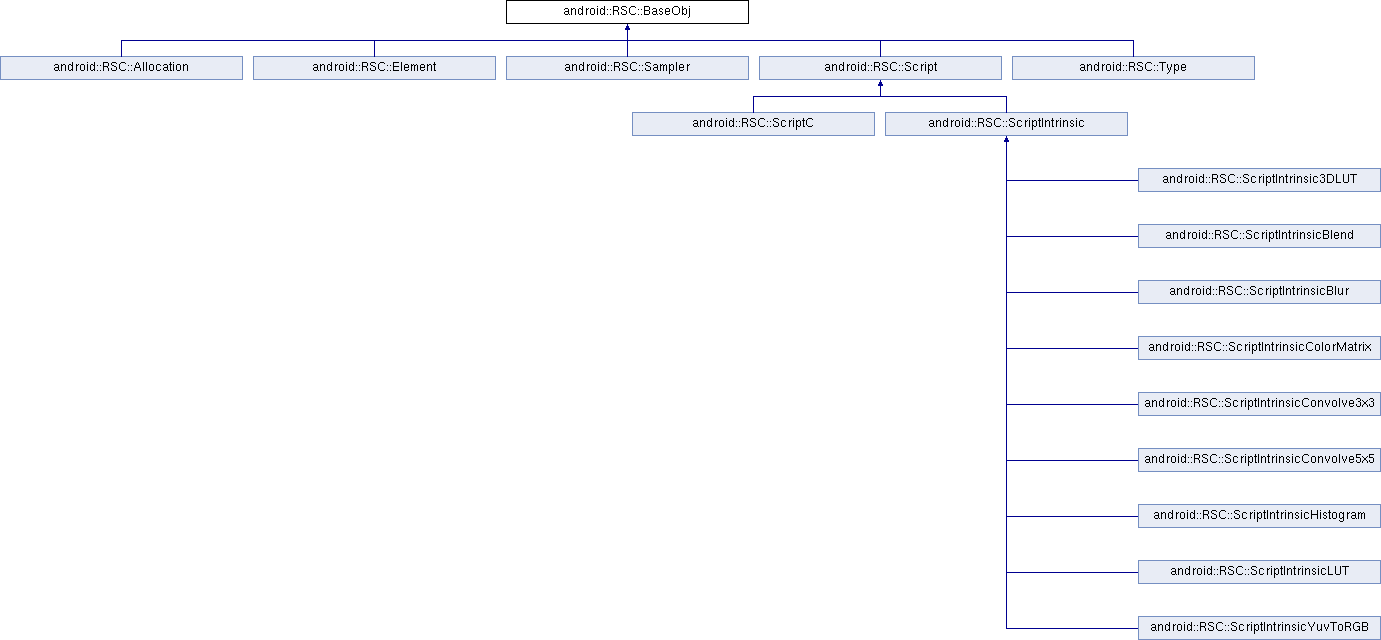 android::RSC::BaseObj
android::RSC::Allocation
android::RSC::Element
android::RSC::Sampler
android::RSC::Script
android::RSC::Type
android::RSC::ScriptC
android::RSC::ScriptIntrinsic
android::RSC::ScriptIntrinsic3DLUT
android::RSC::ScriptIntrinsicBlend
android::RSC::ScriptIntrinsicBlur
android::RSC::ScriptIntrinsicColorMatrix
android::RSC::ScriptIntrinsicConvolve3x3
android::RSC::ScriptIntrinsicConvolve5x5
android::RSC::ScriptIntrinsicHistogram
android::RSC::ScriptIntrinsicLUT
android::RSC::ScriptIntrinsicYuvToRGB